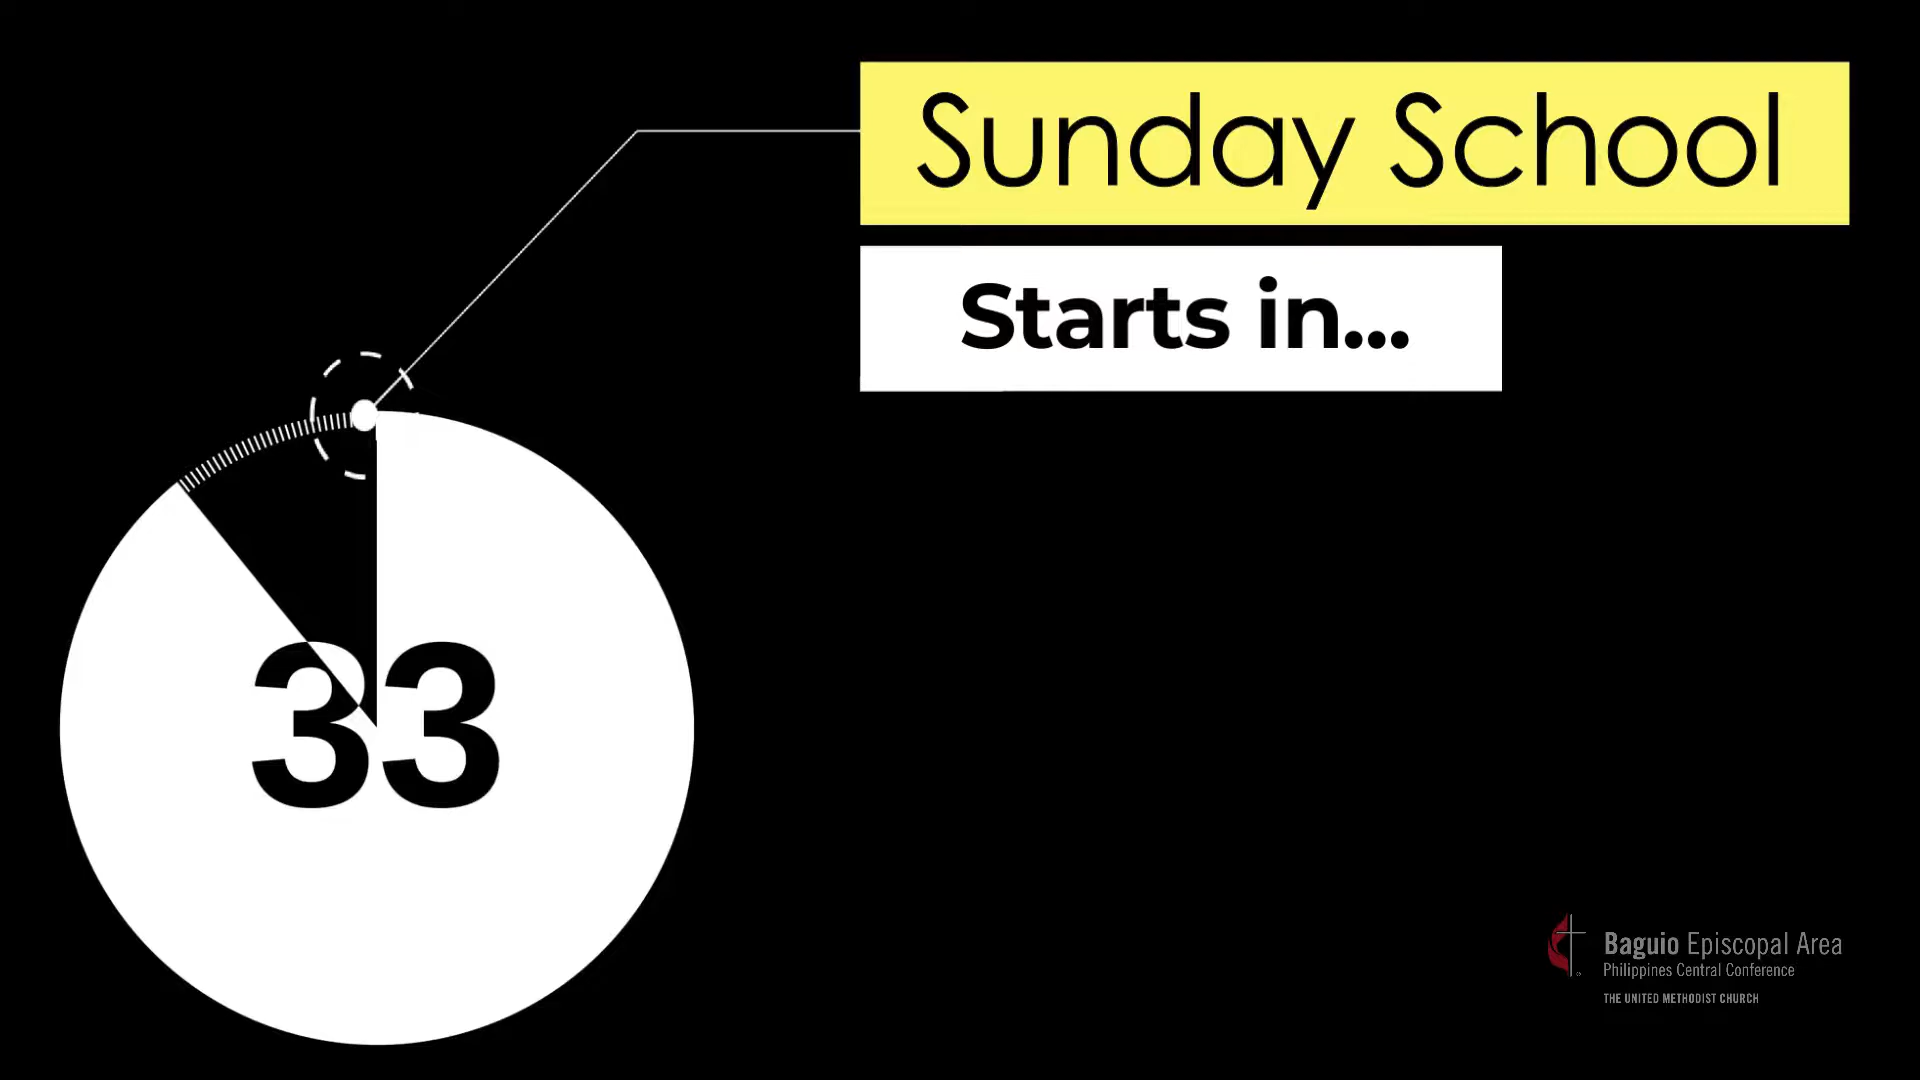 Sunday School
Starts in...
33
Baguio Episcopal Area
Philippines Central Conference
THE UNITED METHODIST CHURCH